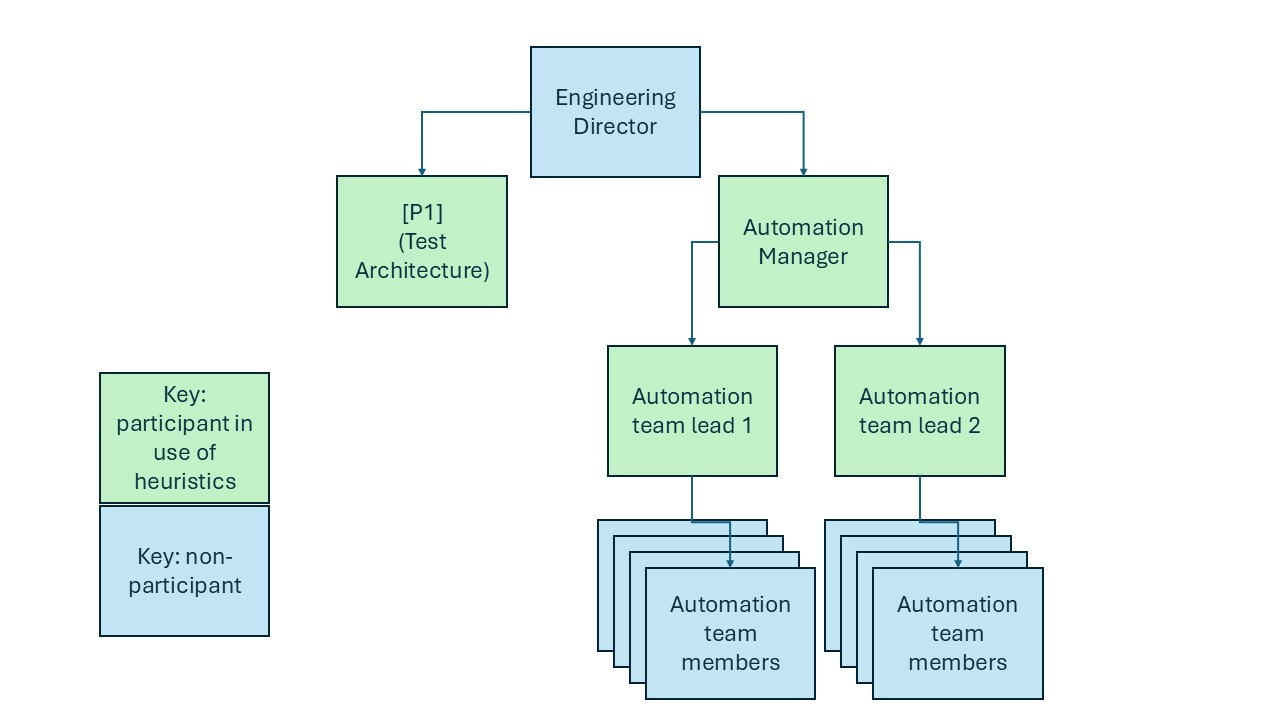 Engineering
Director
[P1]
(Test
Architecture)
Automation
Manager
Key:
participant in
use of
heuristics
Automation
team lead 1
Automation
team lead 2
Key: non-
participant
Automation
team
members
Automation
team
members